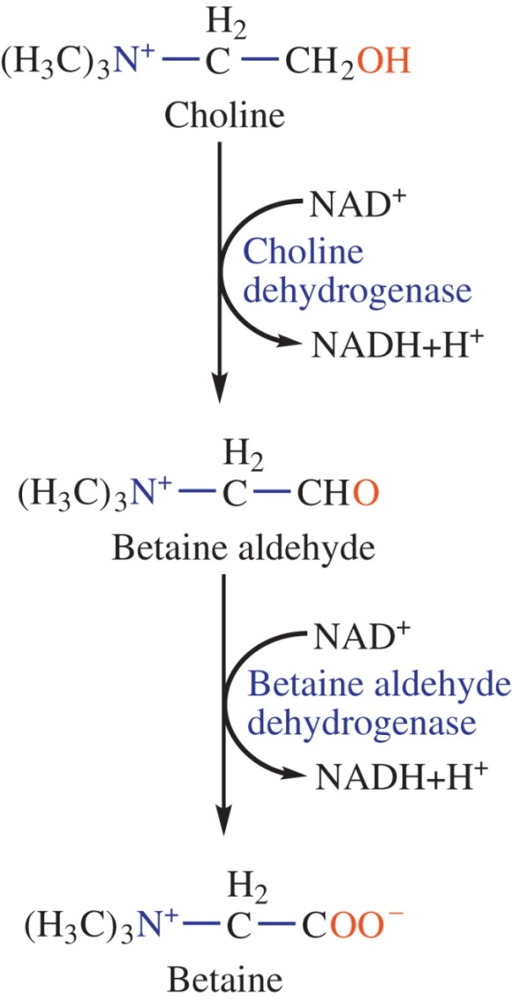 H₂
(H₃C)₃N⁺—C—CH₂OH
Choline
NAD⁺
Choline
dehydrogenase
NADH+H⁺
H₂
(H₃C)₃N⁺—C—CHO
Betaine aldehyde
NAD⁺
Betaine aldehyde
dehydrogenase
NADH+H⁺
H₂
(H₃C)₃N⁺—C—COO⁻
Betaine